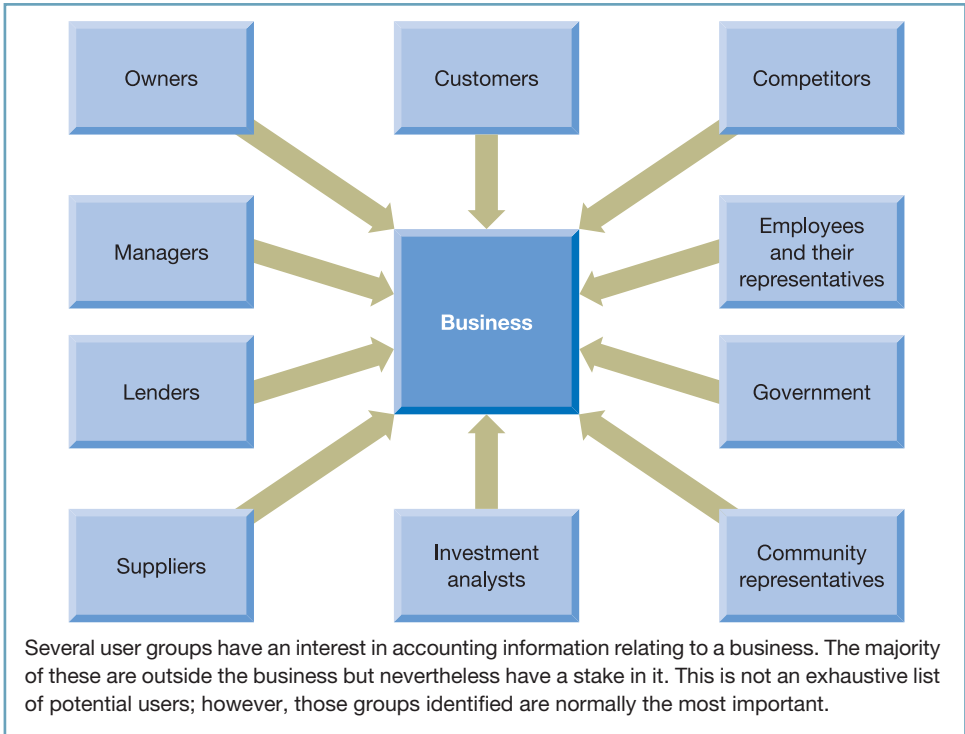 Owners
Customers
Competitors
Managers
Employees
and their
representatives
Business
Lenders
Government
Suppliers
Investment
analysts
Community
representatives
Several user groups have an interest in accounting information relating to a business. The majority
of these are outside the business but nevertheless have a stake in it. This is not an exhaustive list
of potential users; however, those groups identified are normally the most important.